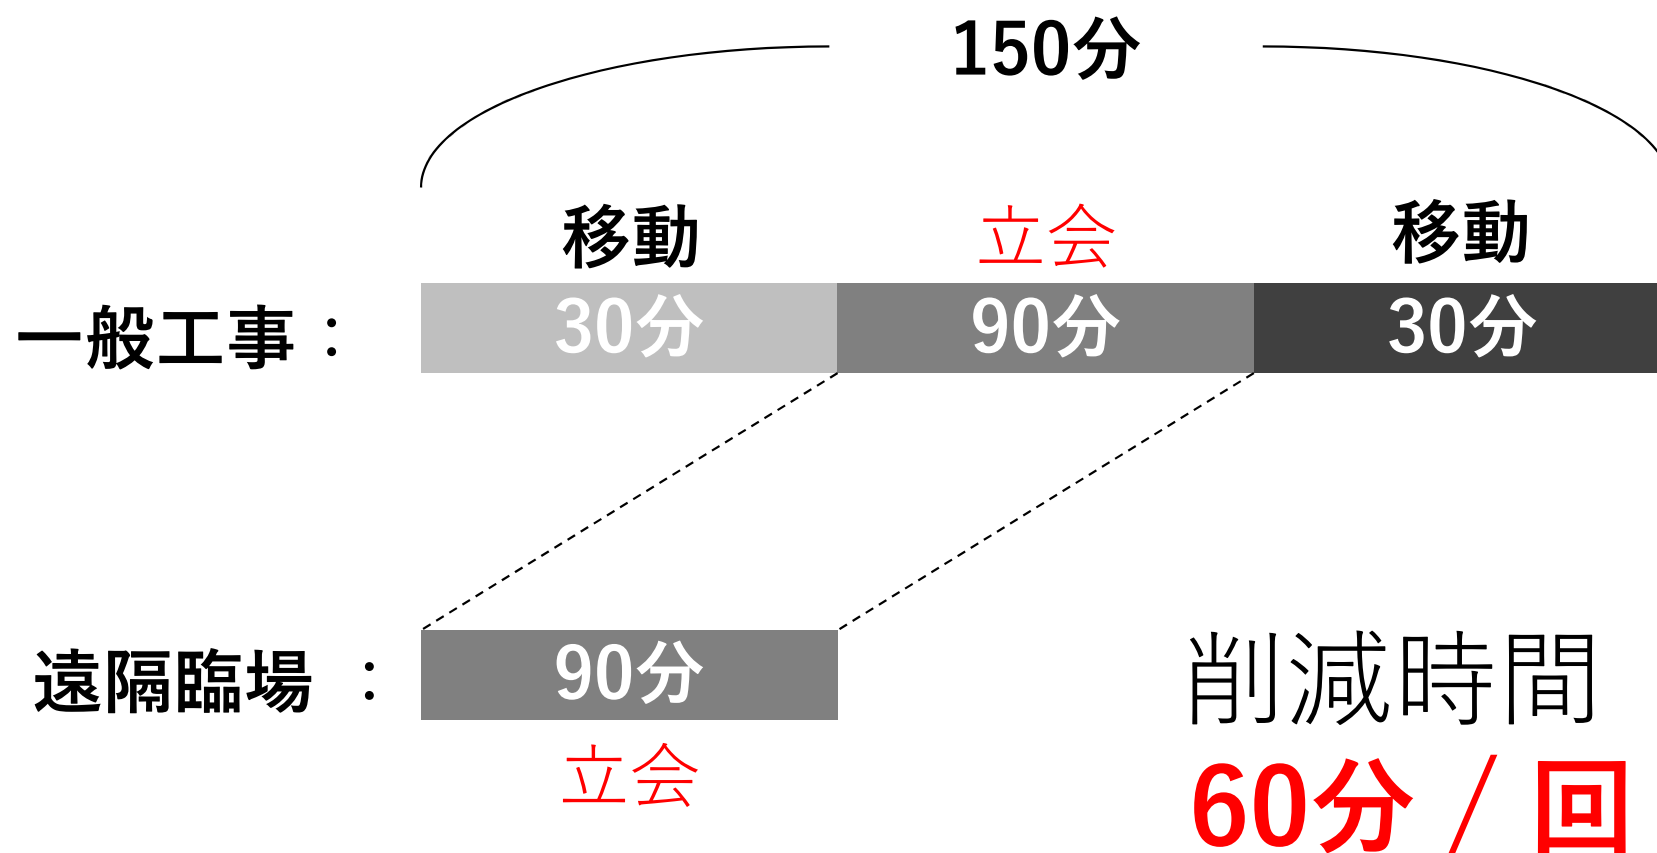 150分
移動 立会 移動
一般工事： 30分 90分 30分
遠隔臨場 ： 90分
立会
削減時間
60分／回